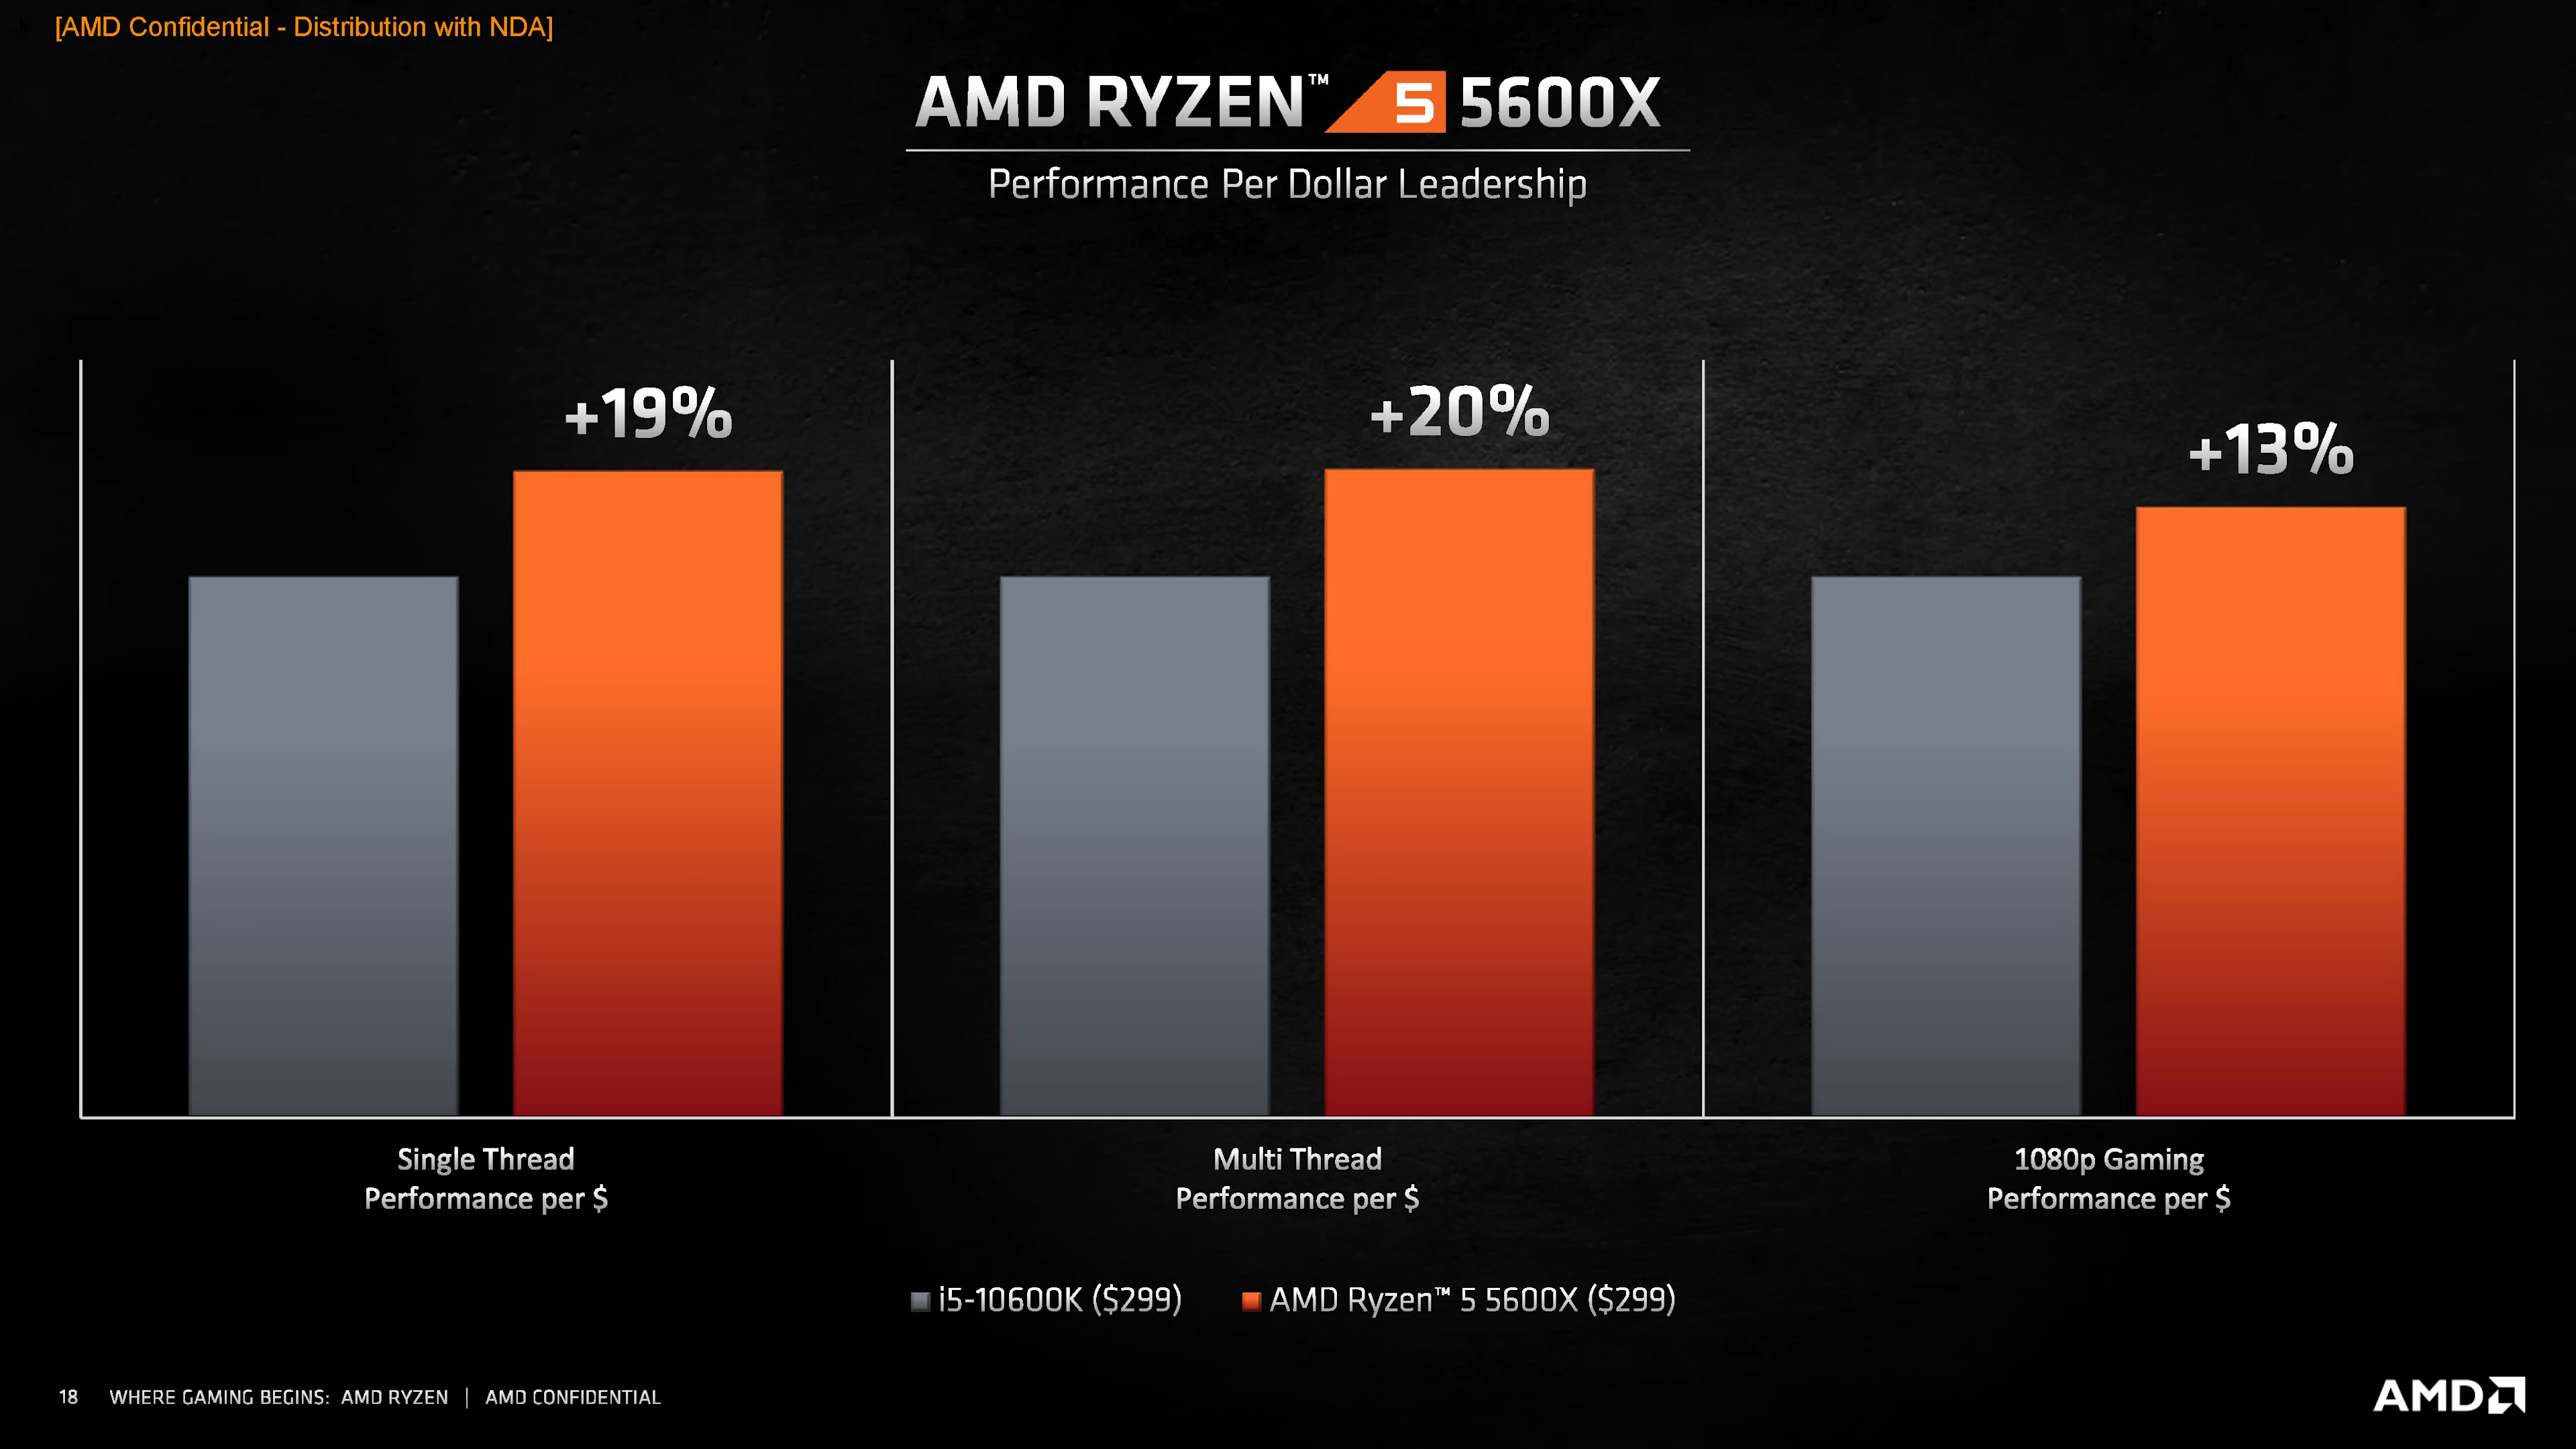 [AMD Confidential - Distribution with NDA]
AMD RYZEN™ 5 5600X
Performance Per Dollar Leadership
+19%
+20%
+13%
Single Thread
Performance per $
Multi Thread
Performance per $
1080p Gaming
Performance per $
i5-10600K ($299)
AMD Ryzen™ 5 5600X ($299)
18 WHERE GAMING BEGINS: AMD RYZEN | AMD CONFIDENTIAL
AMD